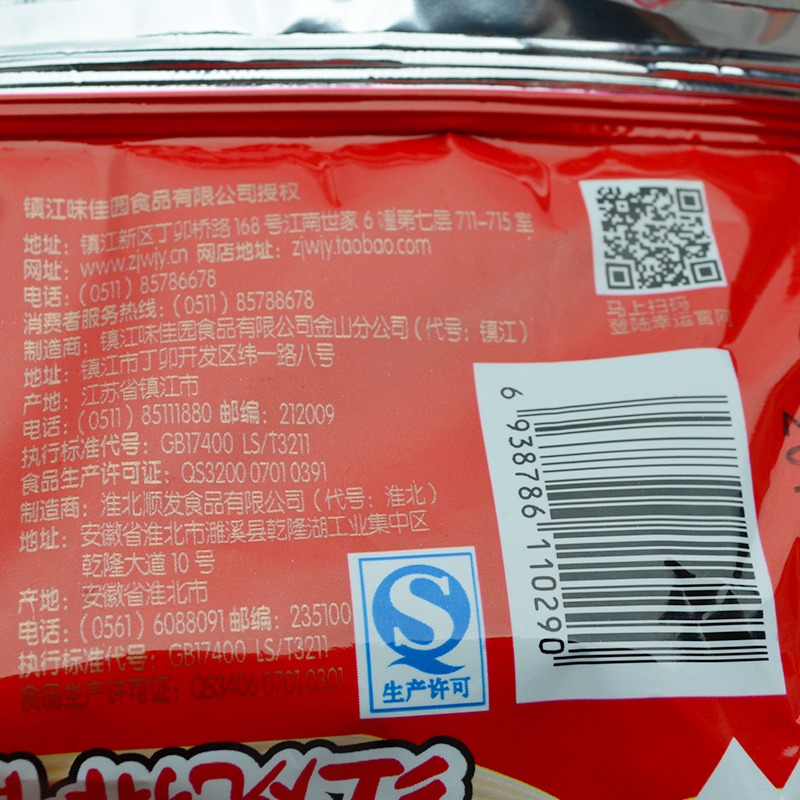 镇江味佳园食品有限公司授权
地址：镇江新区丁卯桥路168号江南世家6幢第七层711-715室
网址：www.zjwjy.cn 网店地址：zjwjy.taobao.com
电话：（0511）85786678
消费者服务热线：（0511）85788678
制造商：镇江味佳园食品有限公司金山分公司（代号：镇江）
地址：镇江市丁卯开发区纬一路八号
产地：江苏省镇江市
电话：（0511）85111880 邮编：212009
执行标准代号：GB17400 LS/T3211
食品生产许可证：QS3200 0701 0391
制造商：淮北顺发食品有限公司（代号：淮北）
地址：安徽省淮北市濉溪县乾隆湖工业集中区
乾隆大道10号
产地：安徽省淮北市
电话：（0561）6088091 邮编：235100
执行标准代号：GB17400 LS/T3211
食品生产许可证：QS3406 0701 0301
马上扫码
登陆幸运官网
生产许可
6 938786 110290